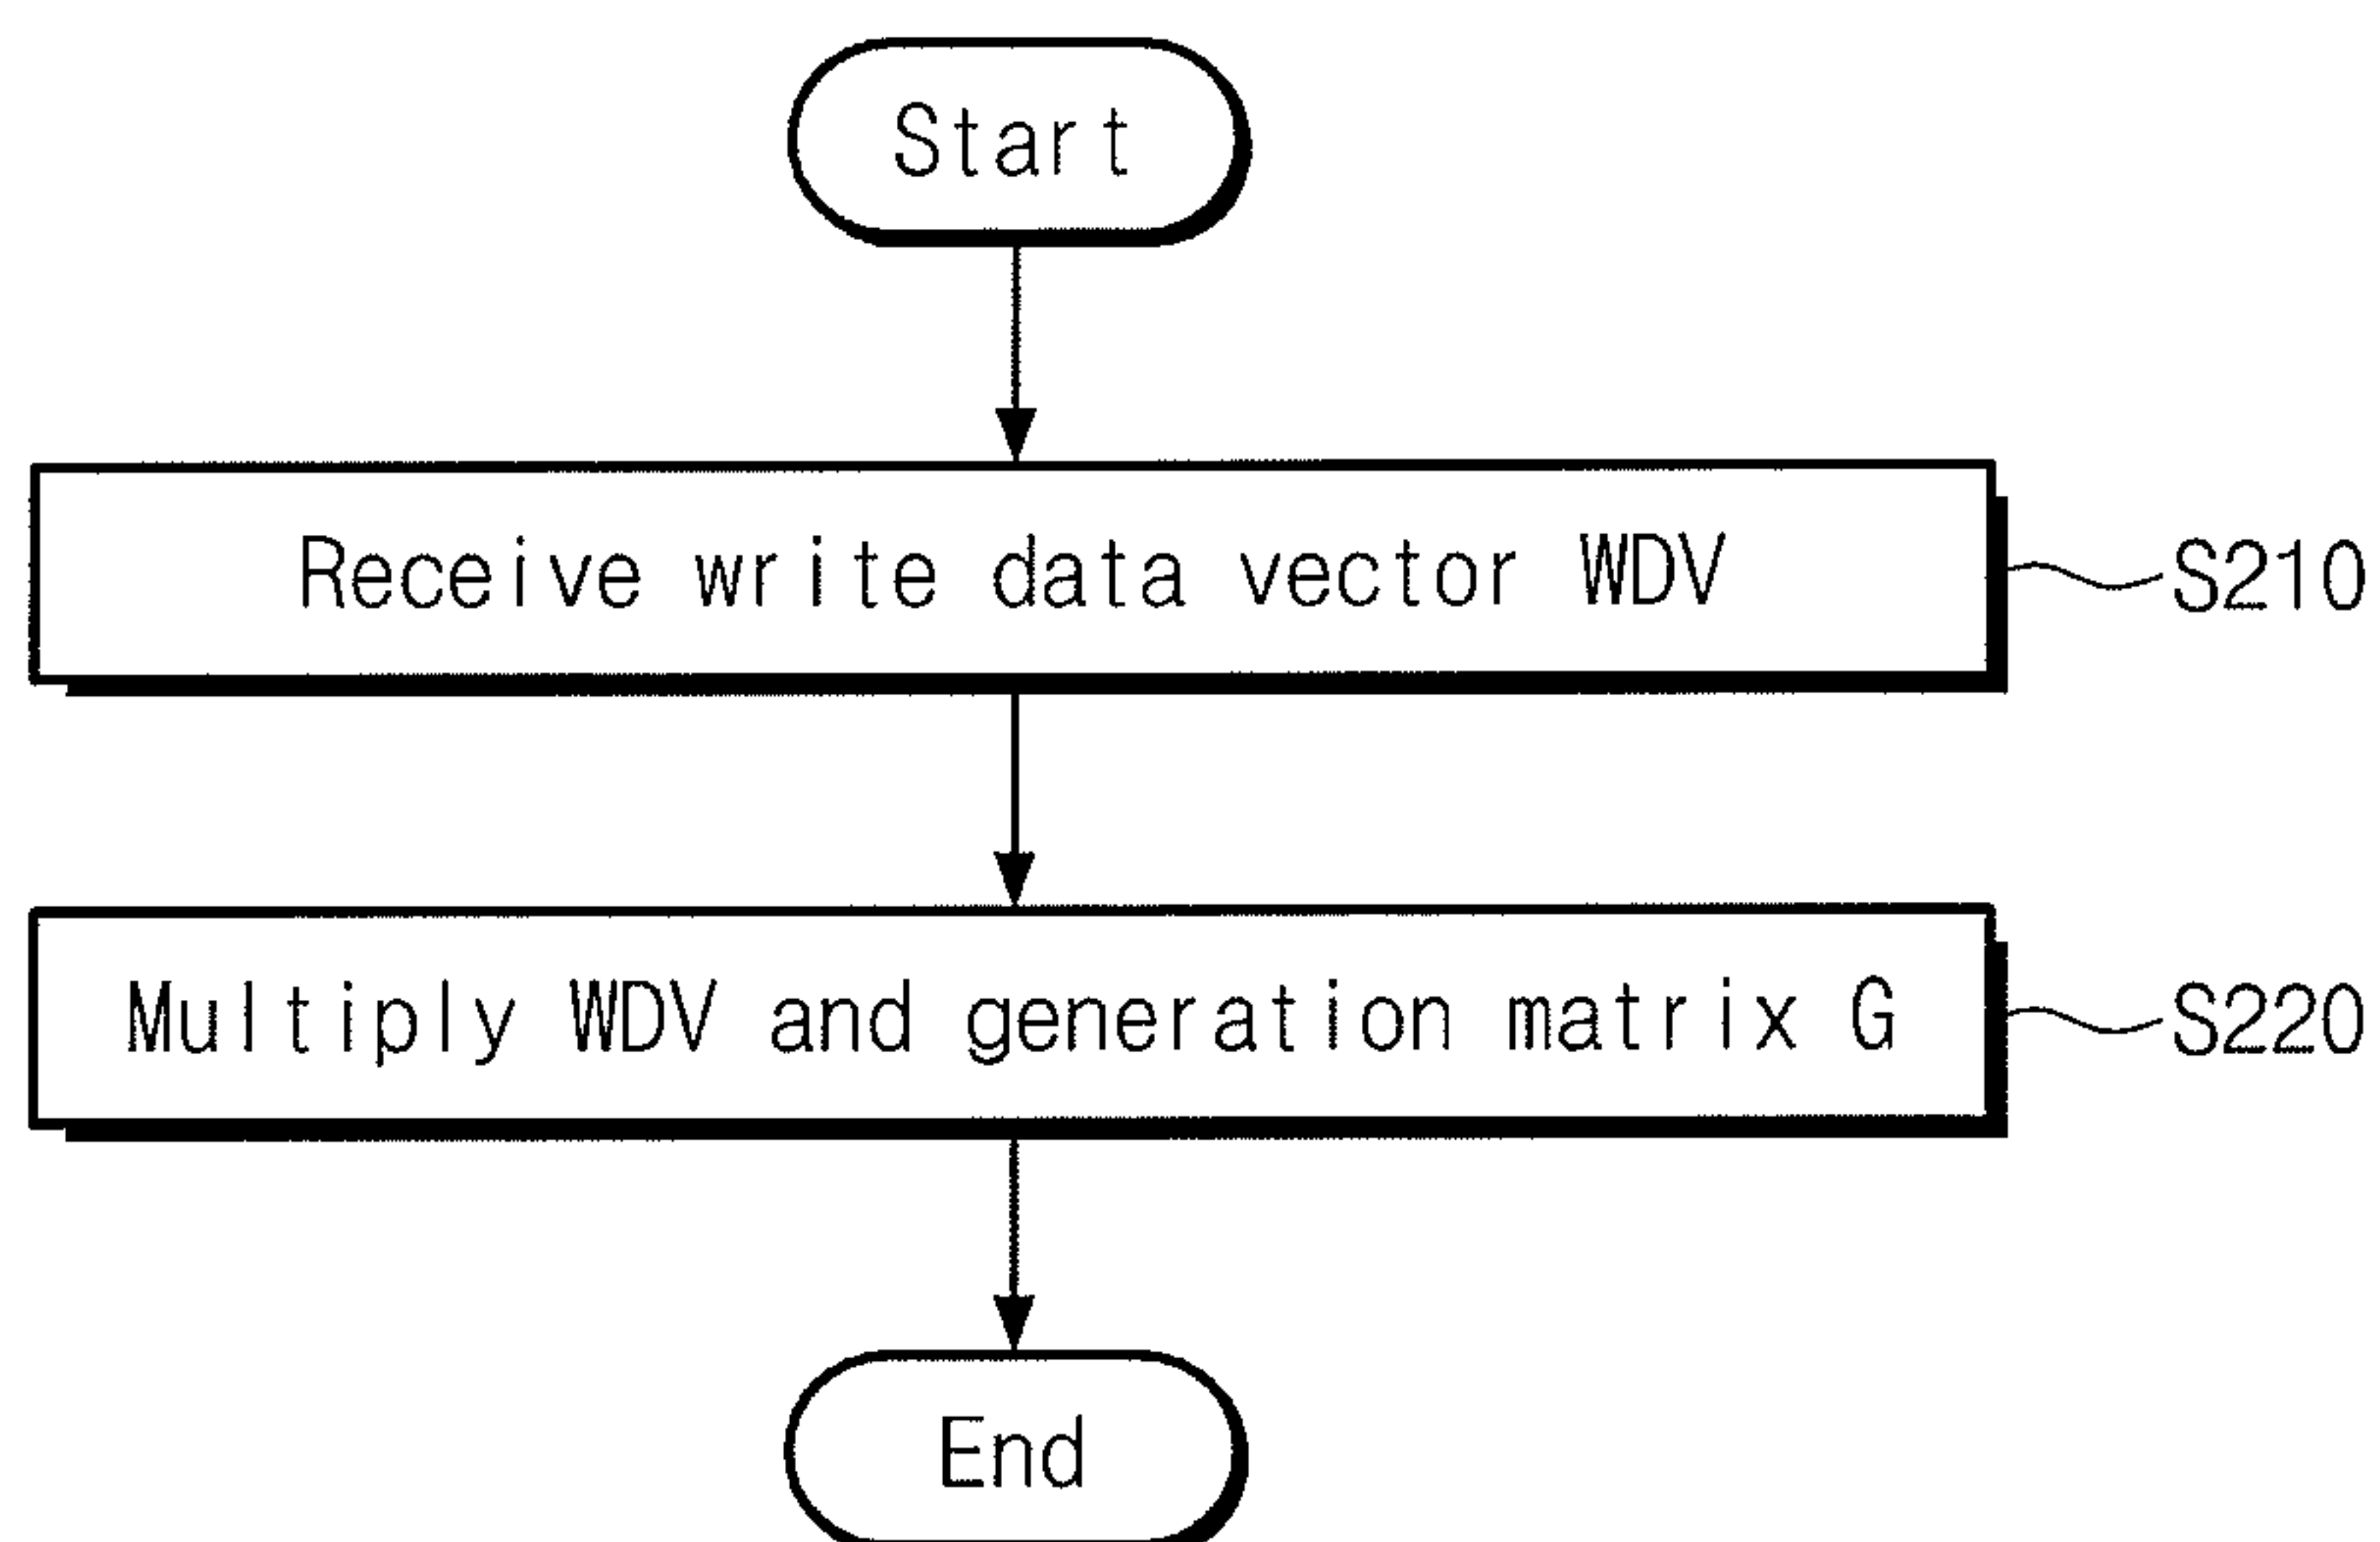 Start
Receive write data vector WDV
S210
Multiply WDV and generation matrix G
S220
End